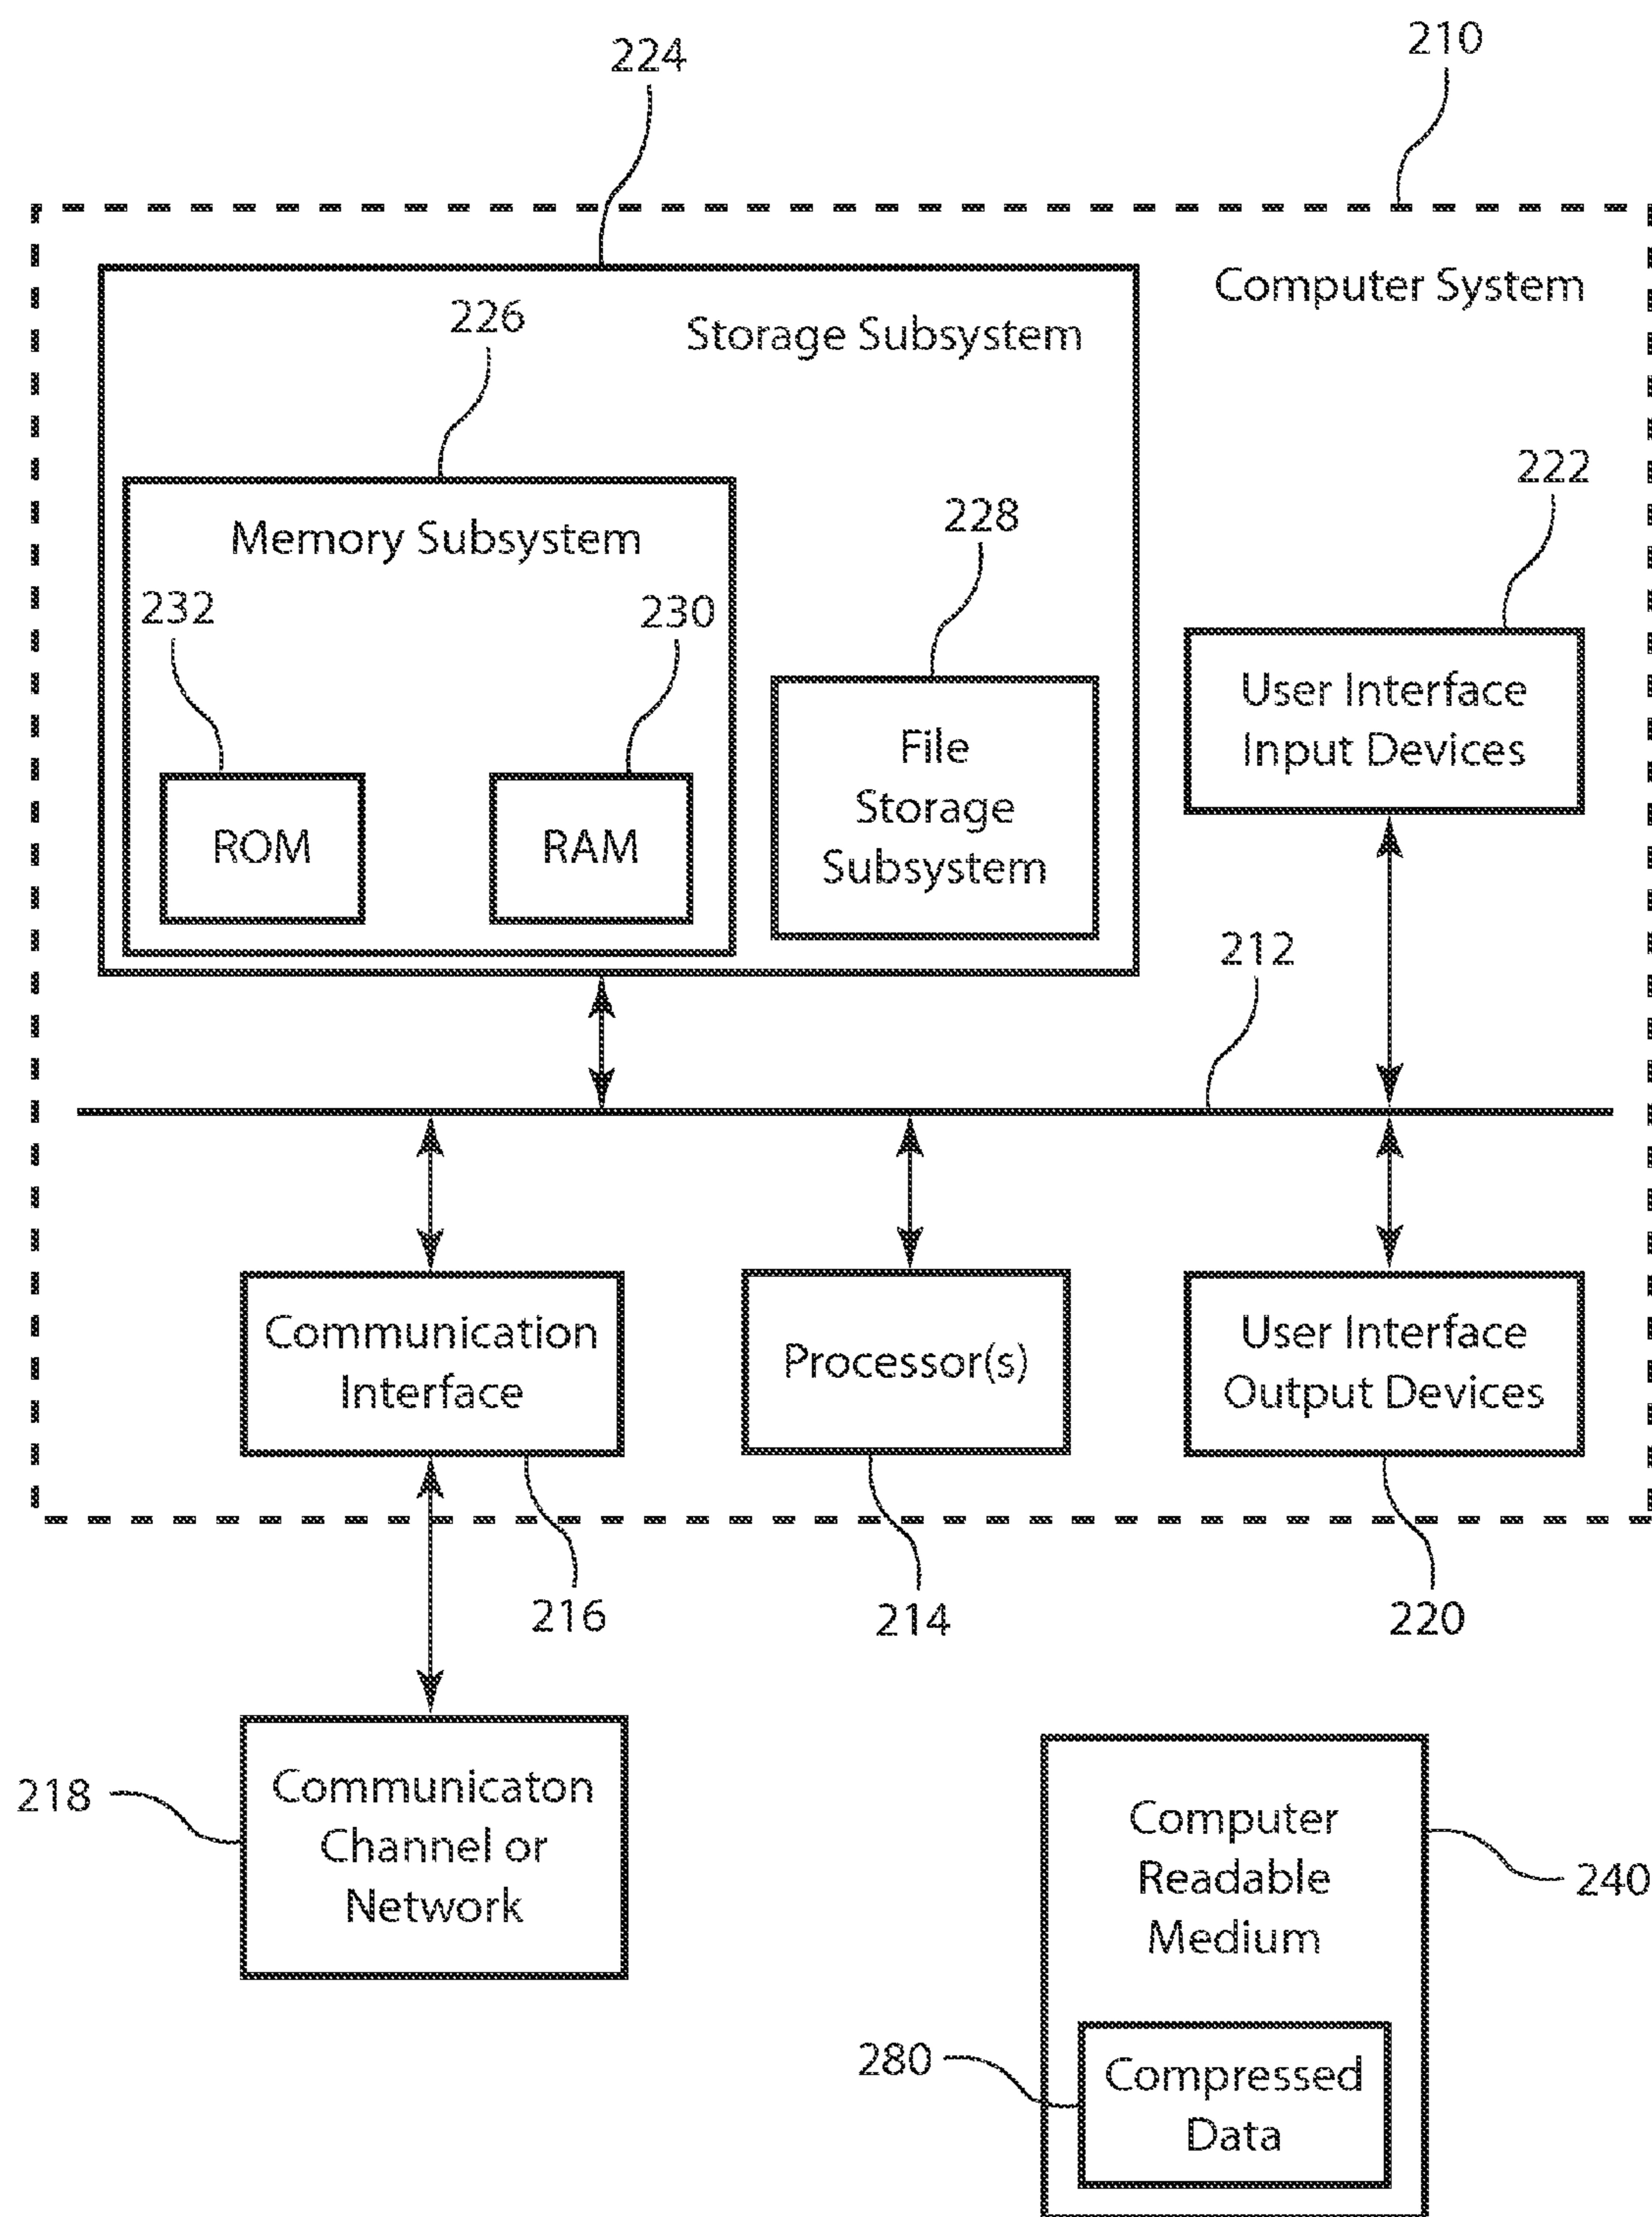 210
224
Computer System
Storage Subsystem
226
222
Memory Subsystem
228
232
230
User Interface
Input Devices
File
Storage
Subsystem
ROM
RAM
212
Communication
Interface
Processor(s)
User Interface
Output Devices
216
214
220
218
Communicaton
Channel or
Network
Computer
Readable
Medium
240
280
Compressed
Data